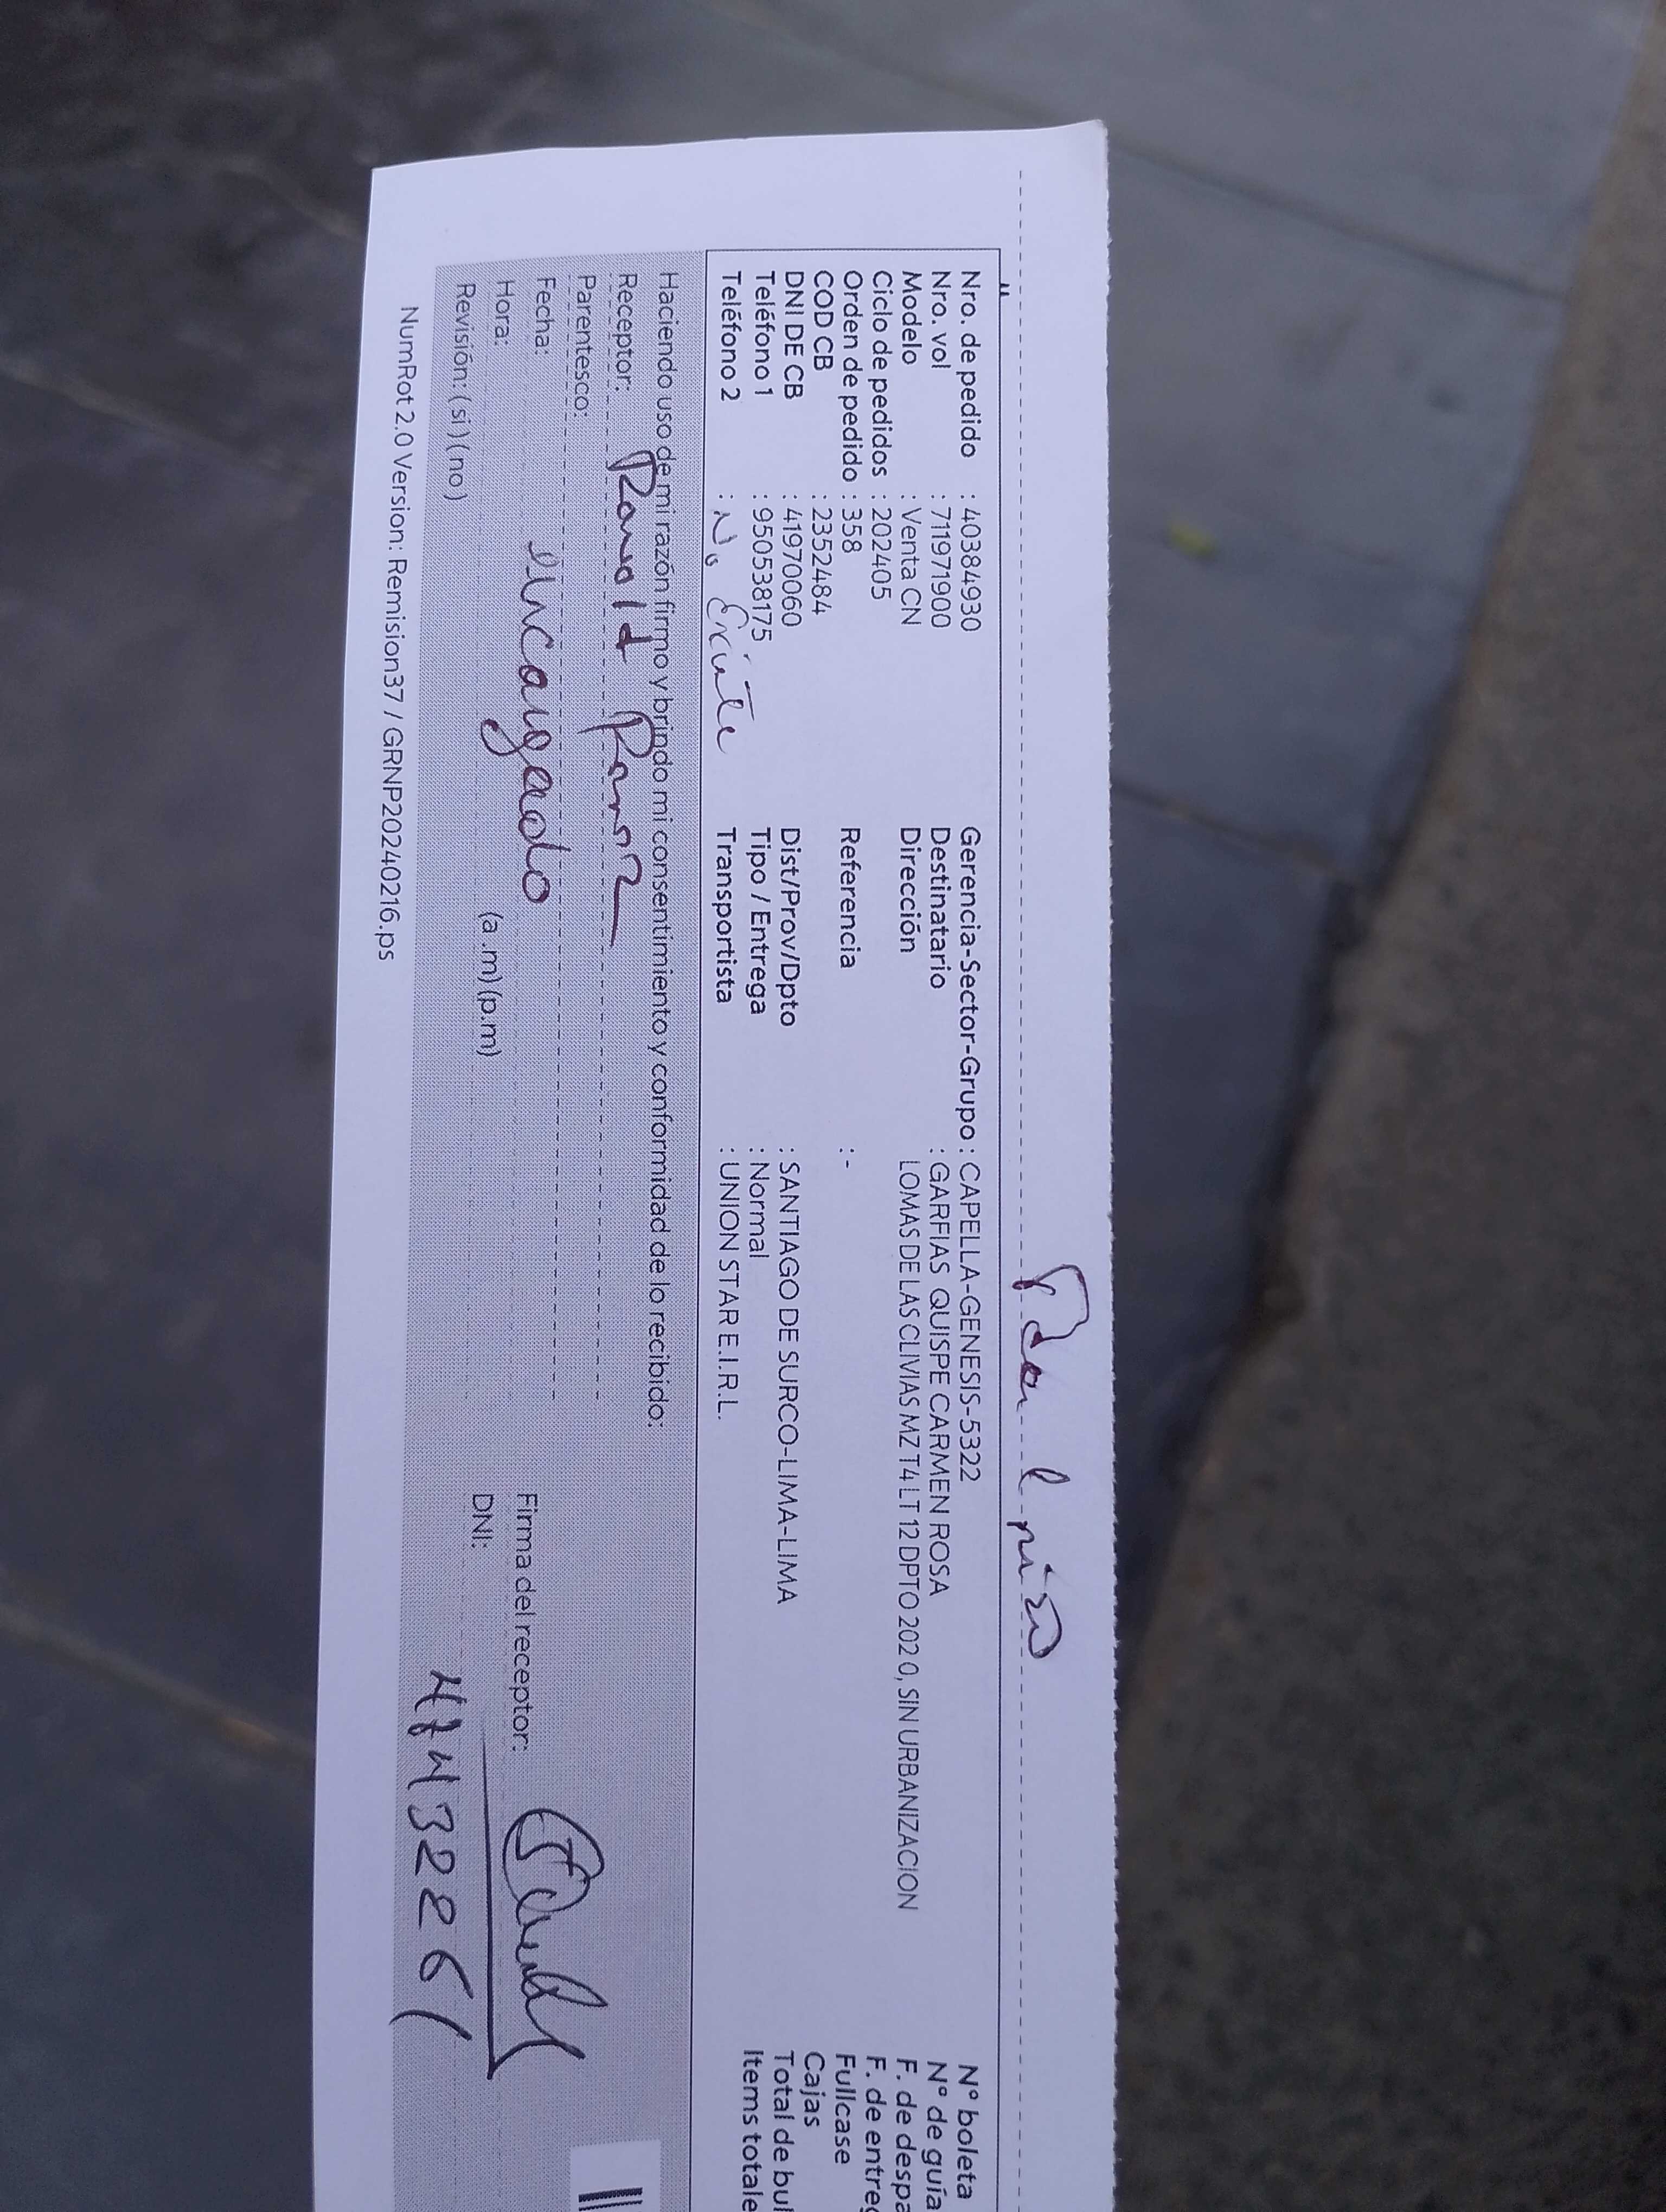 Nro. de pedido : 40384930 Gerencia-Sector-Grupo : CAPELLA-GENESIS-5322 N° boleta
Nro. vol : 711971900 Destinatario : GARFIAS QUISPE CARMEN ROSA N° de guía
Modelo : Venta CN Dirección LOMAS DE LAS CLIVIAS MZ T4 LT 12 DPTO 202 0, SIN URBANIZACION F. de despa
Ciclo de pedidos : 202405 F. de entreg
Orden de pedido : 358 Referencia :- Fullcase
COD CB : 2352484 Cajas
DNI DE CB : 41970060 Dist/Prov/Dpto : SANTIAGO DE SURCO-LIMA-LIMA Total de bul
Teléfono 1 : 950538175 Tipo / Entrega : Normal Items totale
Teléfono 2 : Transportista : UNION STAR E.I.R.L.
Haciendo uso de mi razón firmo y brindo mi consentimiento y conformidad de lo recibido:
Receptor: Ronald
Parentesco:
Fecha: encargado Firma del receptor:
Hora: (a .m) (p.m) DNI:
Revisión: ( si ) ( no )
NumRot 2.0 Version: Remision37 / GRNP20240216.ps